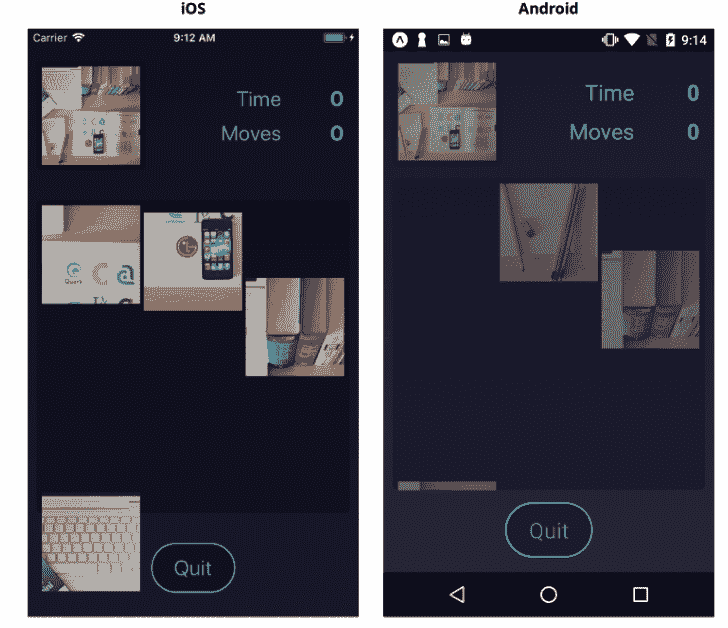 iOS
Android
Carrier 9:12 AM
9:14
Time 0
Moves 0
Time 0
Moves 0
Quit
Quit